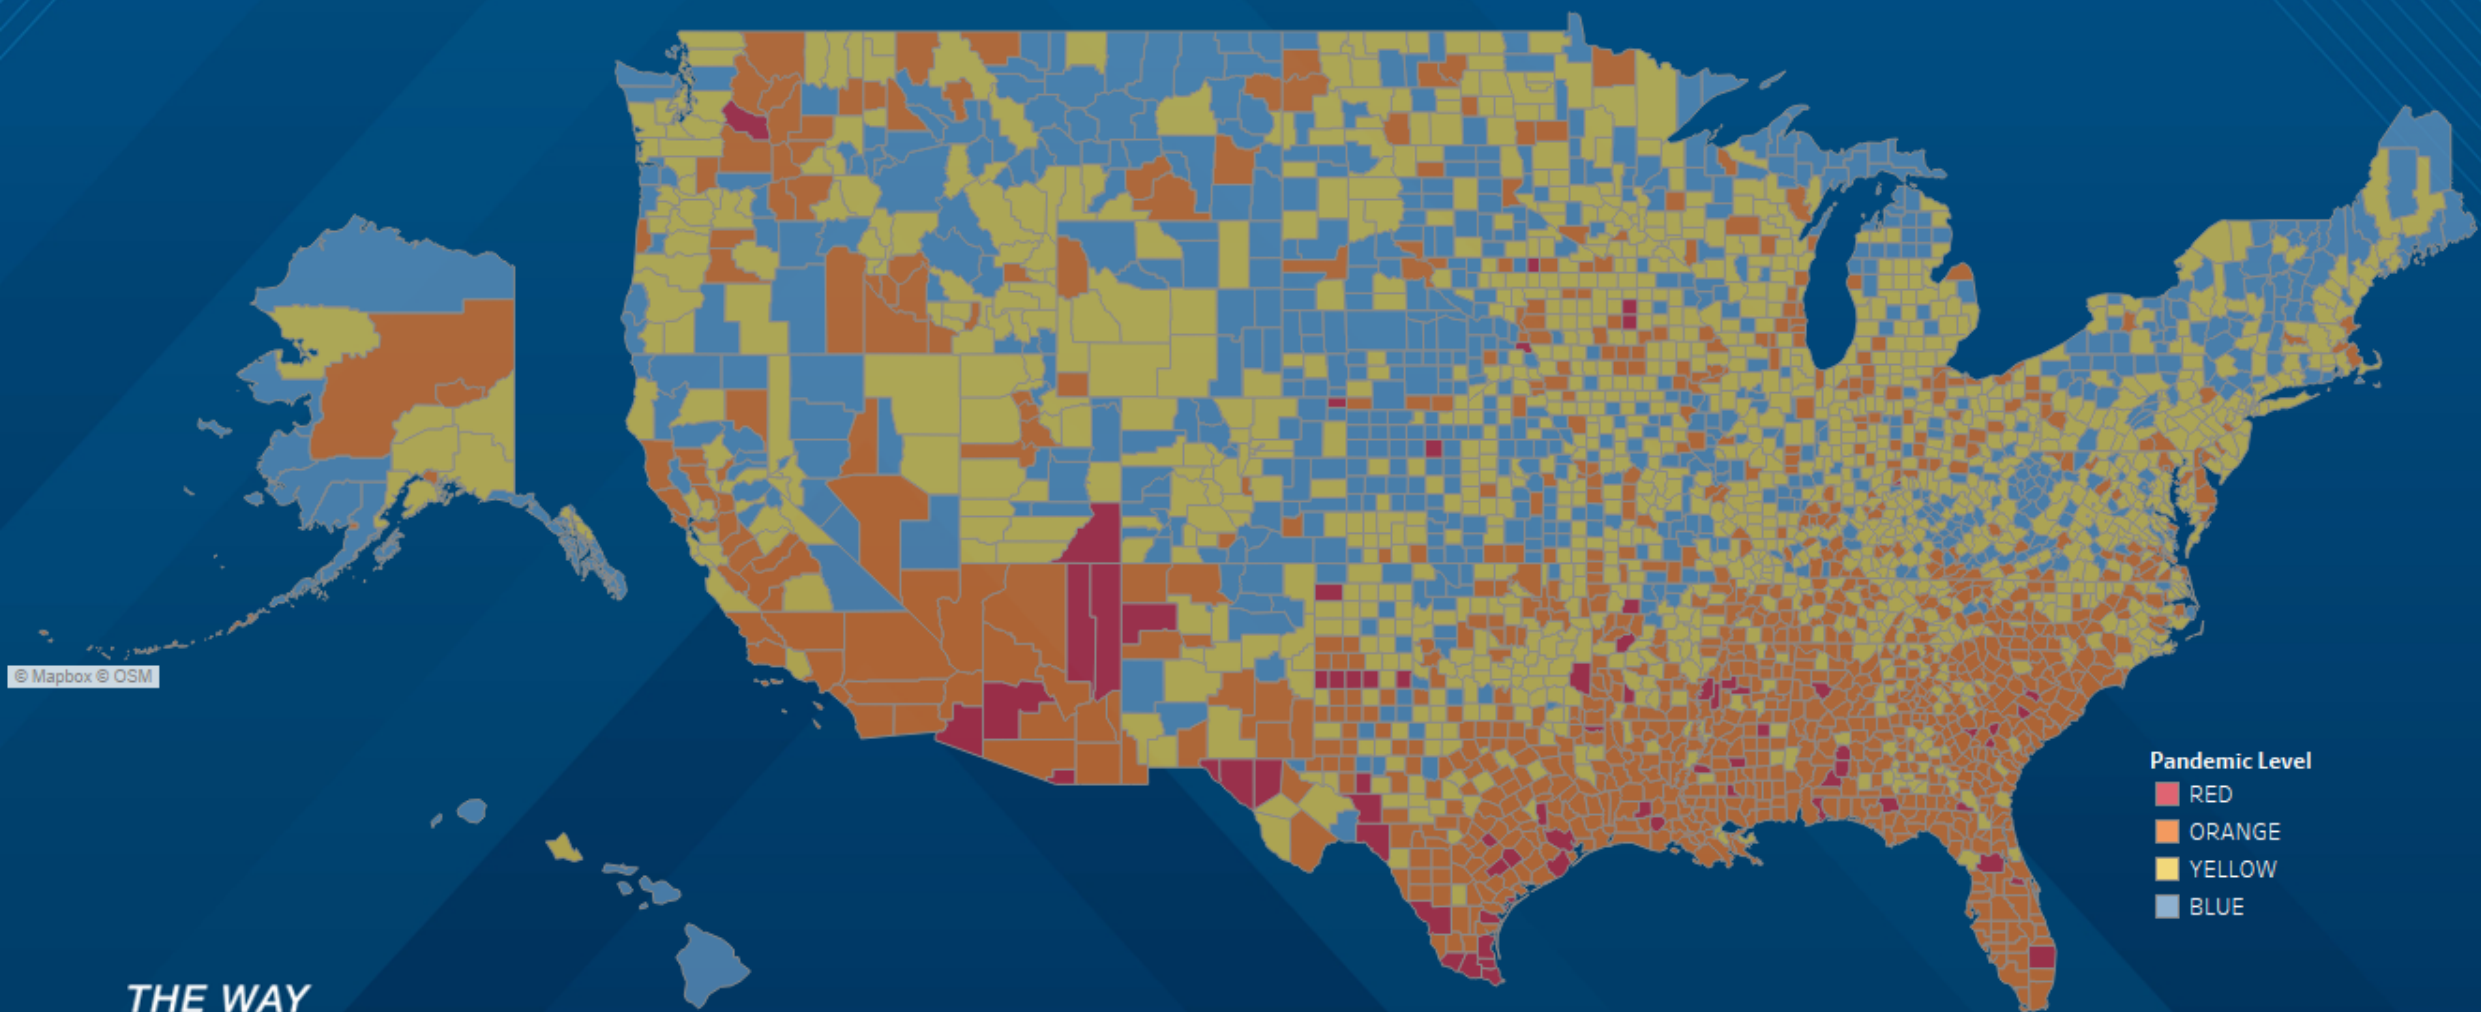 © Mapbox © OSM
Pandemic Level
RED
ORANGE
YELLOW
BLUE
THE WAY